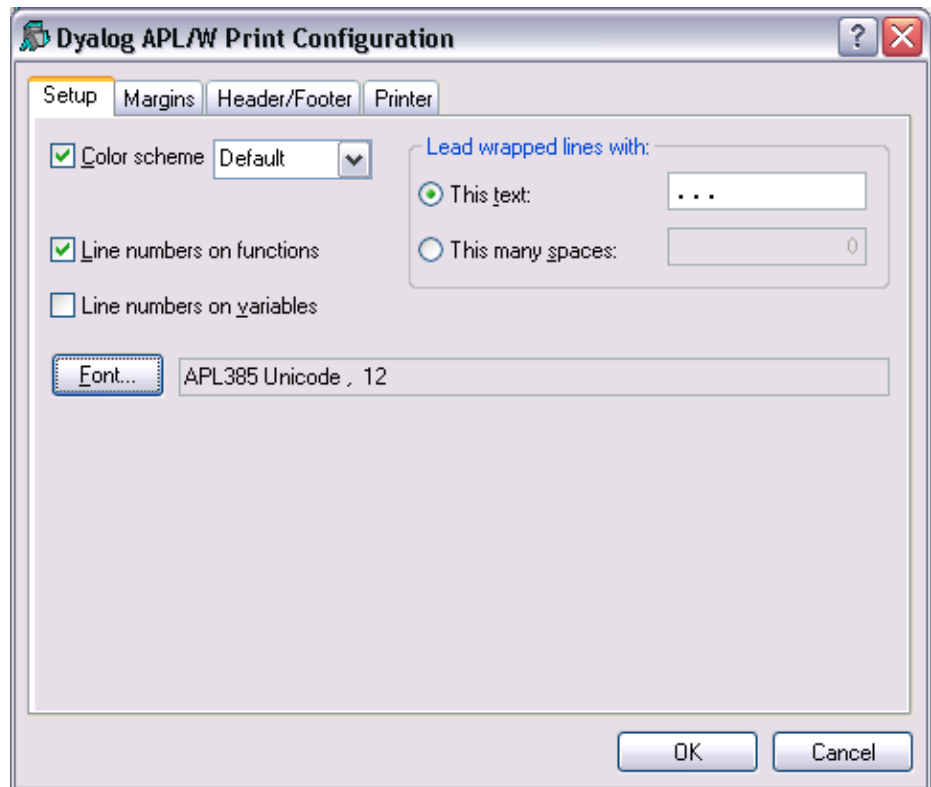 Dyalog APL/W Print Configuration
Setup Margins Header/Footer Printer
Color scheme Default
Lead wrapped lines with:
This text: ...
Line numbers on functions
This many spaces: 0
Line numbers on variables
Font... APL385 Unicode , 12
OK Cancel